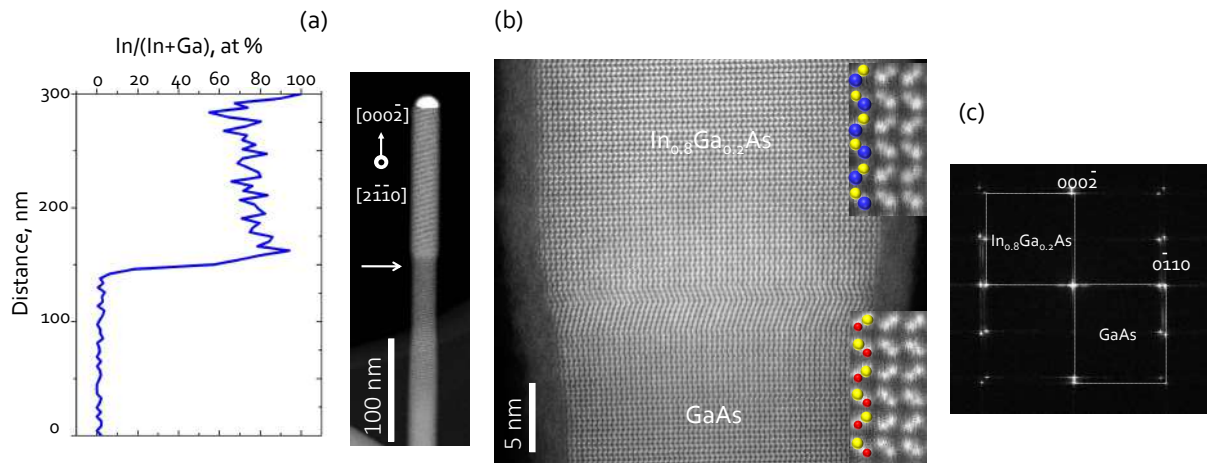 (a)
In/(In+Ga), at %
0 20 40 60 80 100
300
200
100
0
Distance, nm
[0002̄]
[21̄1̄0]
100 nm
(b)
In₀.₈Ga₀.₂As
GaAs
5 nm
(c)
0002̄
In₀.₈Ga₀.₂As
01̄10
GaAs